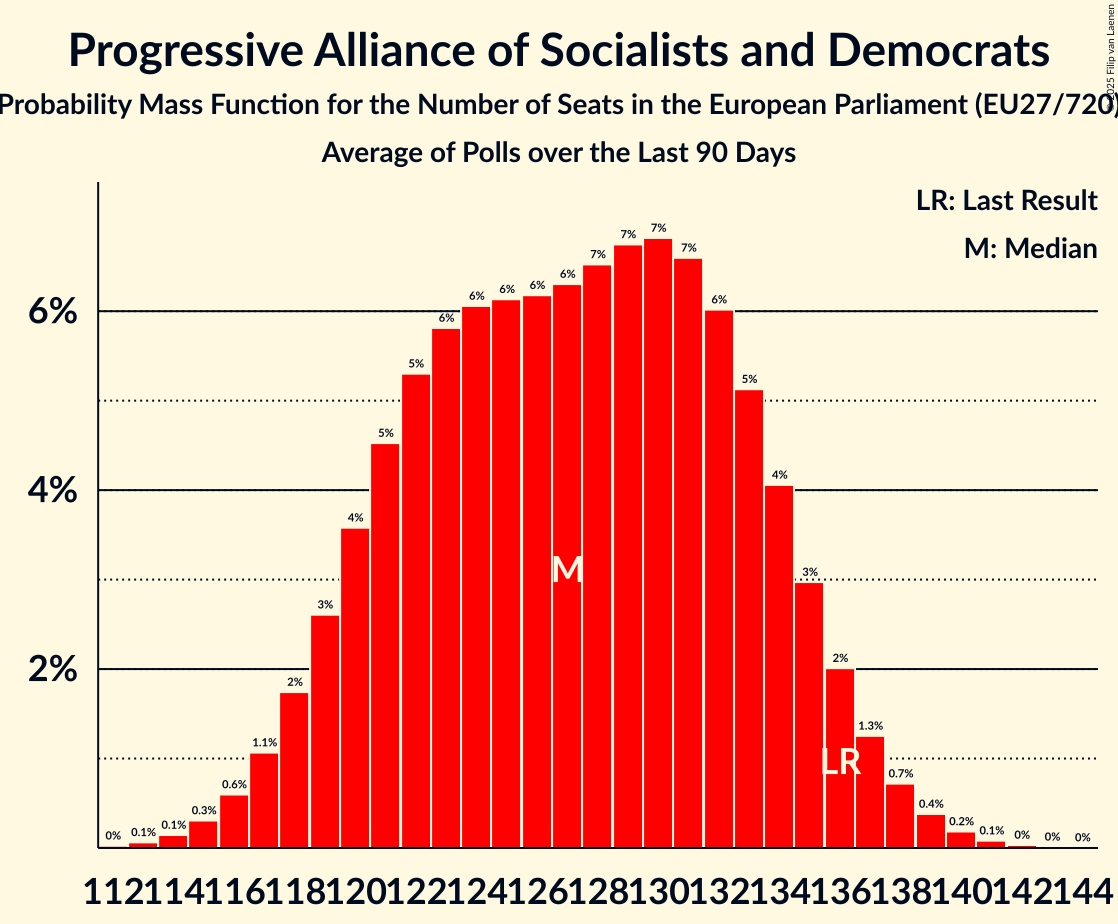 Progressive Alliance of Socialists and Democrats
Probability Mass Function for the Number of Seats in the European Parliament (EU27/720)
Average of Polls over the Last 90 Days
© 2025 Filip van Laenen
LR: Last Result
M: Median
6%
4%
2%
0% 0.1% 0.1% 0.3% 0.6% 1.1% 2% 3% 4% 5% 5% 6% 6% 6% 6% 6% 7% 7% 7% 7% 6% 5% 4% 3% 2% 1.3% 0.7% 0.4% 0.2% 0.1% 0% 0% 0%
M
LR
112 114 116 118 120 122 124 126 128 130 132 134 136 138 140 142 144